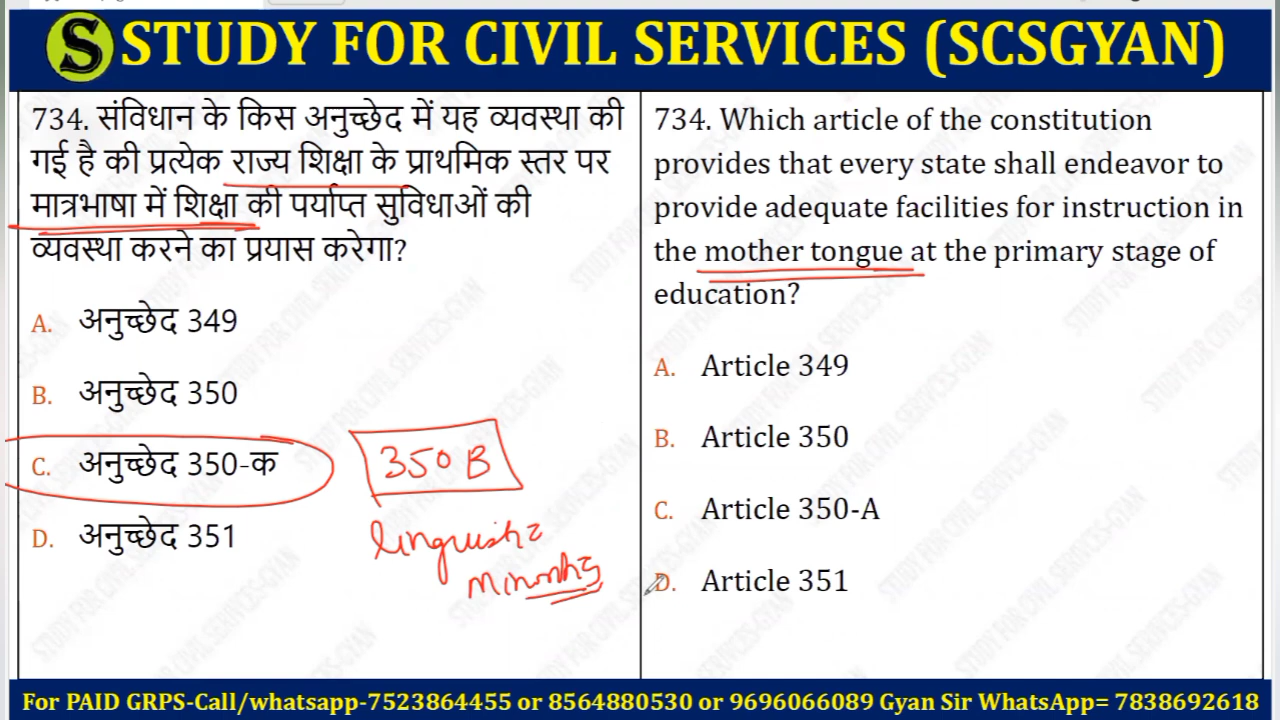 STUDY FOR CIVIL SERVICES (SCSGYAN)
734. संविधान के किस अनुच्छेद में यह व्यवस्था की
गई है की प्रत्येक राज्य शिक्षा के प्राथमिक स्तर पर
मात्रभाषा में शिक्षा की पर्याप्त सुविधाओं की
व्यवस्था करने का प्रयास करेगा?
A. अनुच्छेद 349
B. अनुच्छेद 350
C. अनुच्छेद 350-क
D. अनुच्छेद 351
350 B
734. Which article of the constitution
provides that every state shall endeavor to
provide adequate facilities for instruction in
the mother tongue at the primary stage of
education?
A. Article 349
B. Article 350
C. Article 350-A
D. Article 351
For PAID GRPS-Call/whatsapp-7523864455 or 8564880530 or 9696066089 Gyan Sir WhatsApp= 7838692618